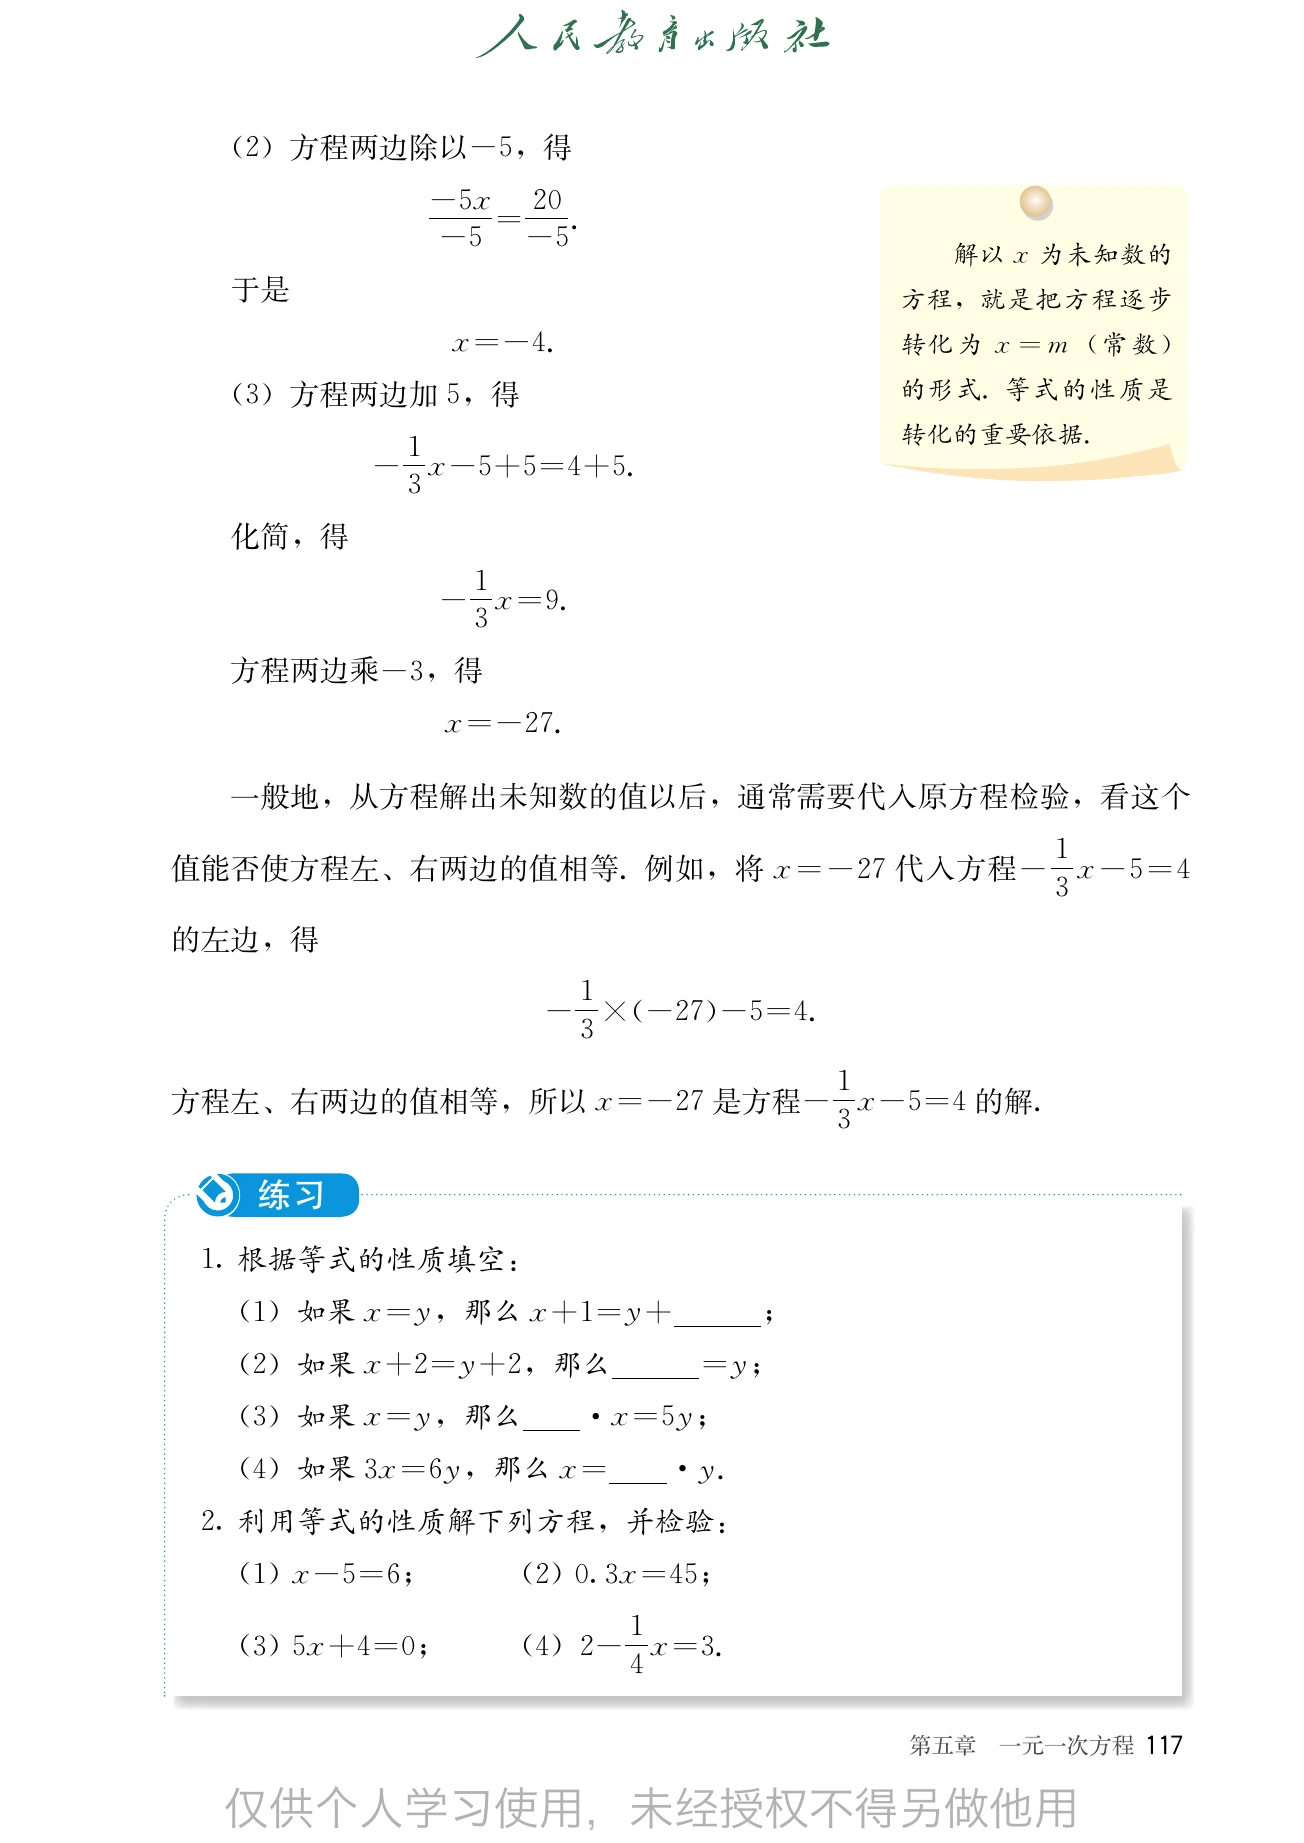 人民教育出版社
（2）方程两边除以－5，得
$\frac{-5x}{-5}=\frac{20}{-5}$.
于是
x＝－4.
（3）方程两边加 5，得
$-\frac{1}{3}x-5+5=4+5$.
化简，得
$-\frac{1}{3}x=9$.
方程两边乘－3，得
x＝－27.
解以 x 为未知数的
方程，就是把方程逐步
转化为 x＝m（常数）
的形式. 等式的性质是
转化的重要依据.
一般地，从方程解出未知数的值以后，通常需要代入原方程检验，看这个
值能否使方程左、右两边的值相等. 例如，将 x＝－27 代入方程$-\frac{1}{3}x-5=4$
的左边，得
$-\frac{1}{3}×(-27)-5=4$.
方程左、右两边的值相等，所以 x＝－27 是方程$-\frac{1}{3}x-5=4$ 的解.
练习
1. 根据等式的性质填空：
（1）如果 x＝y，那么 x＋1＝y＋______；
（2）如果 x＋2＝y＋2，那么______＝y；
（3）如果 x＝y，那么____·x＝5y；
（4）如果 3x＝6y，那么 x＝____·y.
2. 利用等式的性质解下列方程，并检验：
（1）x－5＝6； （2）0.3x＝45；
（3）5x＋4＝0； （4）$2-\frac{1}{4}x=3$.
第五章 一元一次方程 117
仅供个人学习使用，未经授权不得另做他用